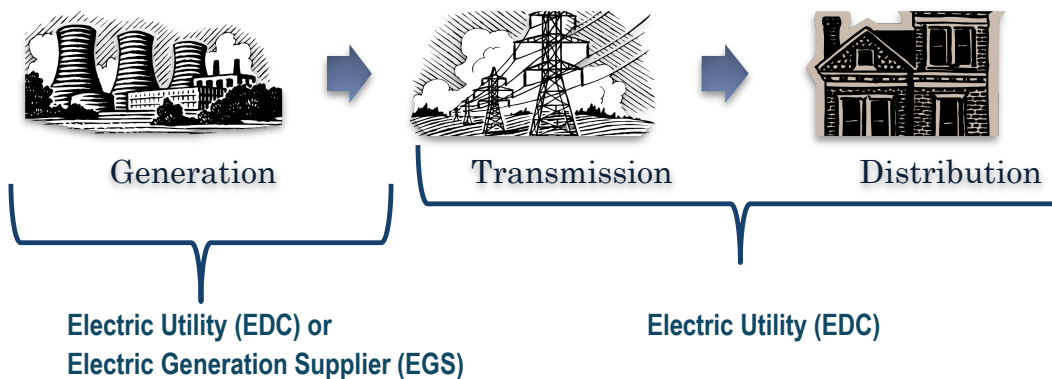 Generation
Transmission
Distribution
Electric Utility (EDC) or
Electric Generation Supplier (EGS)
Electric Utility (EDC)